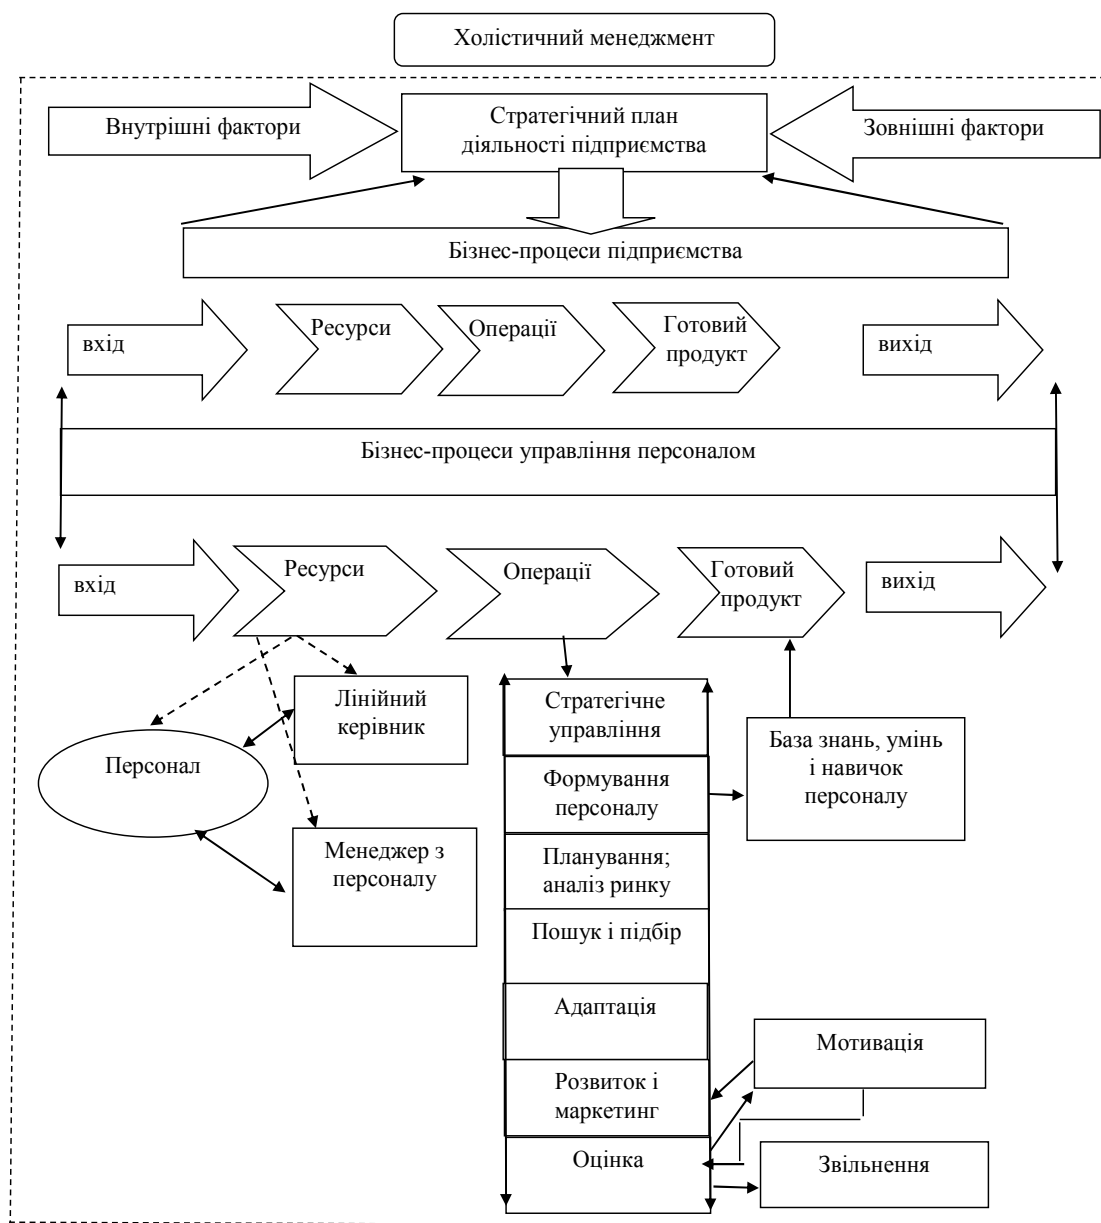 Холістичний менеджмент
Внутрішні фактори
Стратегічний план
діяльності підприємства
Зовнішні фактори
Бізнес-процеси підприємства
вхід
Ресурси
Операції
Готовий
продукт
вихід
Бізнес-процеси управління персоналом
вхід
Ресурси
Операції
Готовий
продукт
вихід
Лінійний
керівник
Персонал
Менеджер з
персоналу
Стратегічне
управління
Формування
персоналу
Планування;
аналіз ринку
Пошук і підбір
Адаптація
Розвиток і
маркетинг
Оцінка
База знань, умінь
і навичок
персоналу
Мотивація
Звільнення